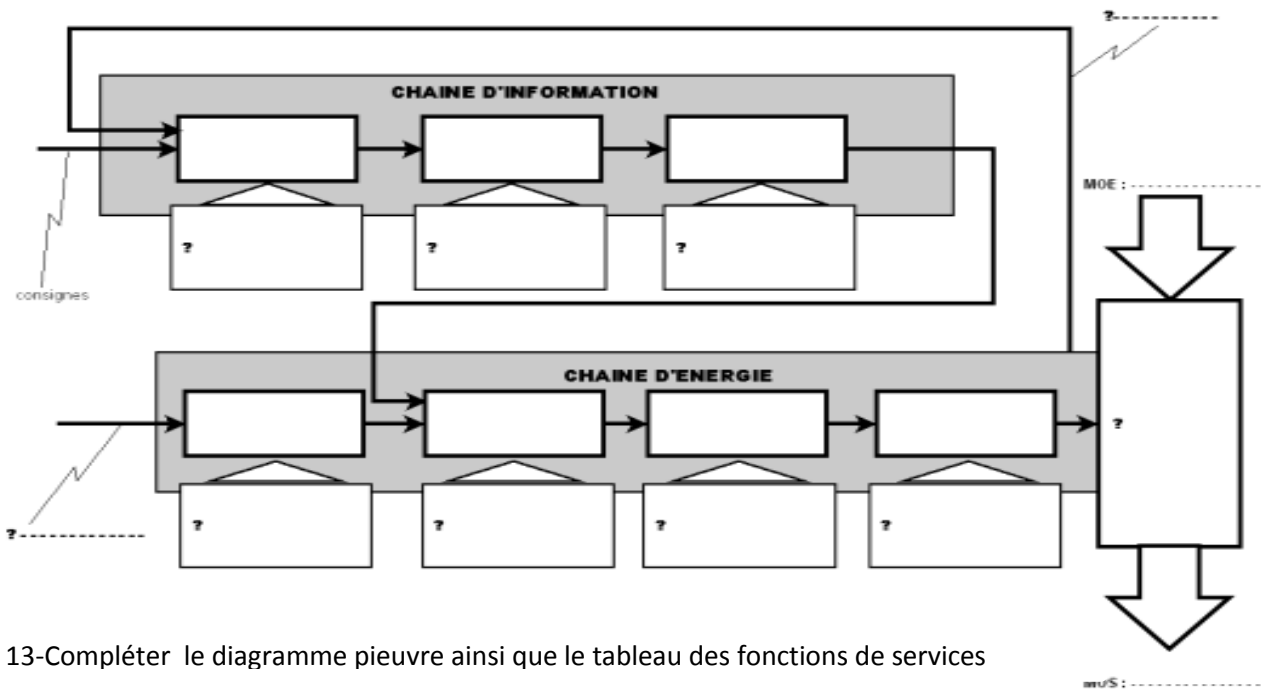 ?-------------
CHAINE D'INFORMATION
MOE : ----------------
? ? ?
consignes
CHAINE D'ENERGIE
?
? ? ? ?
?--------------
13-Compléter le diagramme pieuvre ainsi que le tableau des fonctions de services
MOS : ----------------